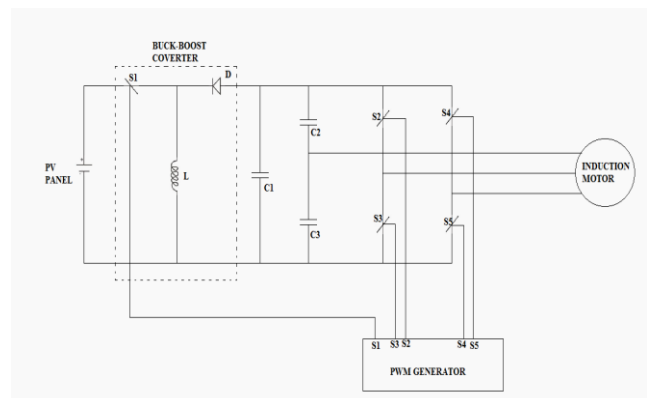 BUCK-BOOST
COVERTER
S1
D
S2
S4
C2
PV
PANEL
+
L
C1
INDUCTION
MOTOR
S3
S5
C3
S1 S3 S2 S4 S5
PWM GENERATOR